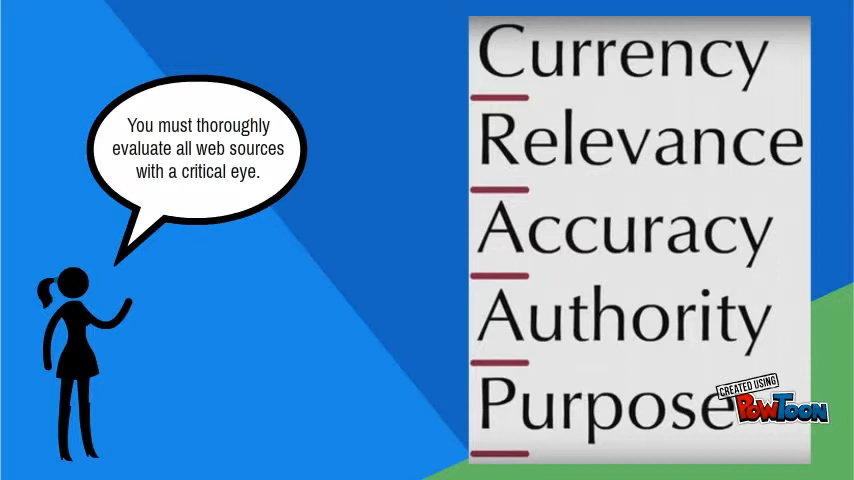 You must thoroughly
evaluate all web sources
with a critical eye.
Currency
Relevance
Accuracy
Authority
Purpose
CREATED USING
POWTOON